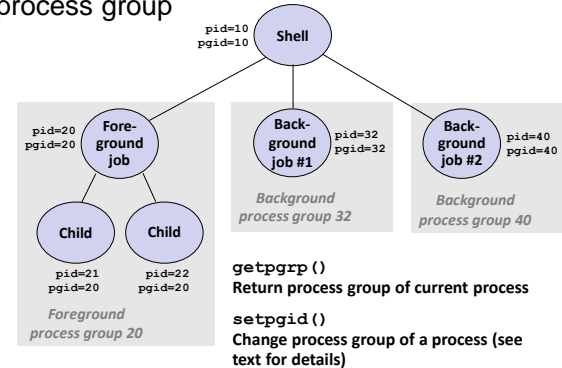 process group
pid=10
pgid=10
Shell
pid=20
pgid=20
Fore-
ground
job
Back-
ground
job #1
pid=32
pgid=32
Back-
ground
job #2
pid=40
pgid=40
Background
process group 32
Background
process group 40
Child
Child
pid=21
pgid=20
pid=22
pgid=20
Foreground
process group 20
getpgrp()
Return process group of current process
setpgid()
Change process group of a process (see
text for details)